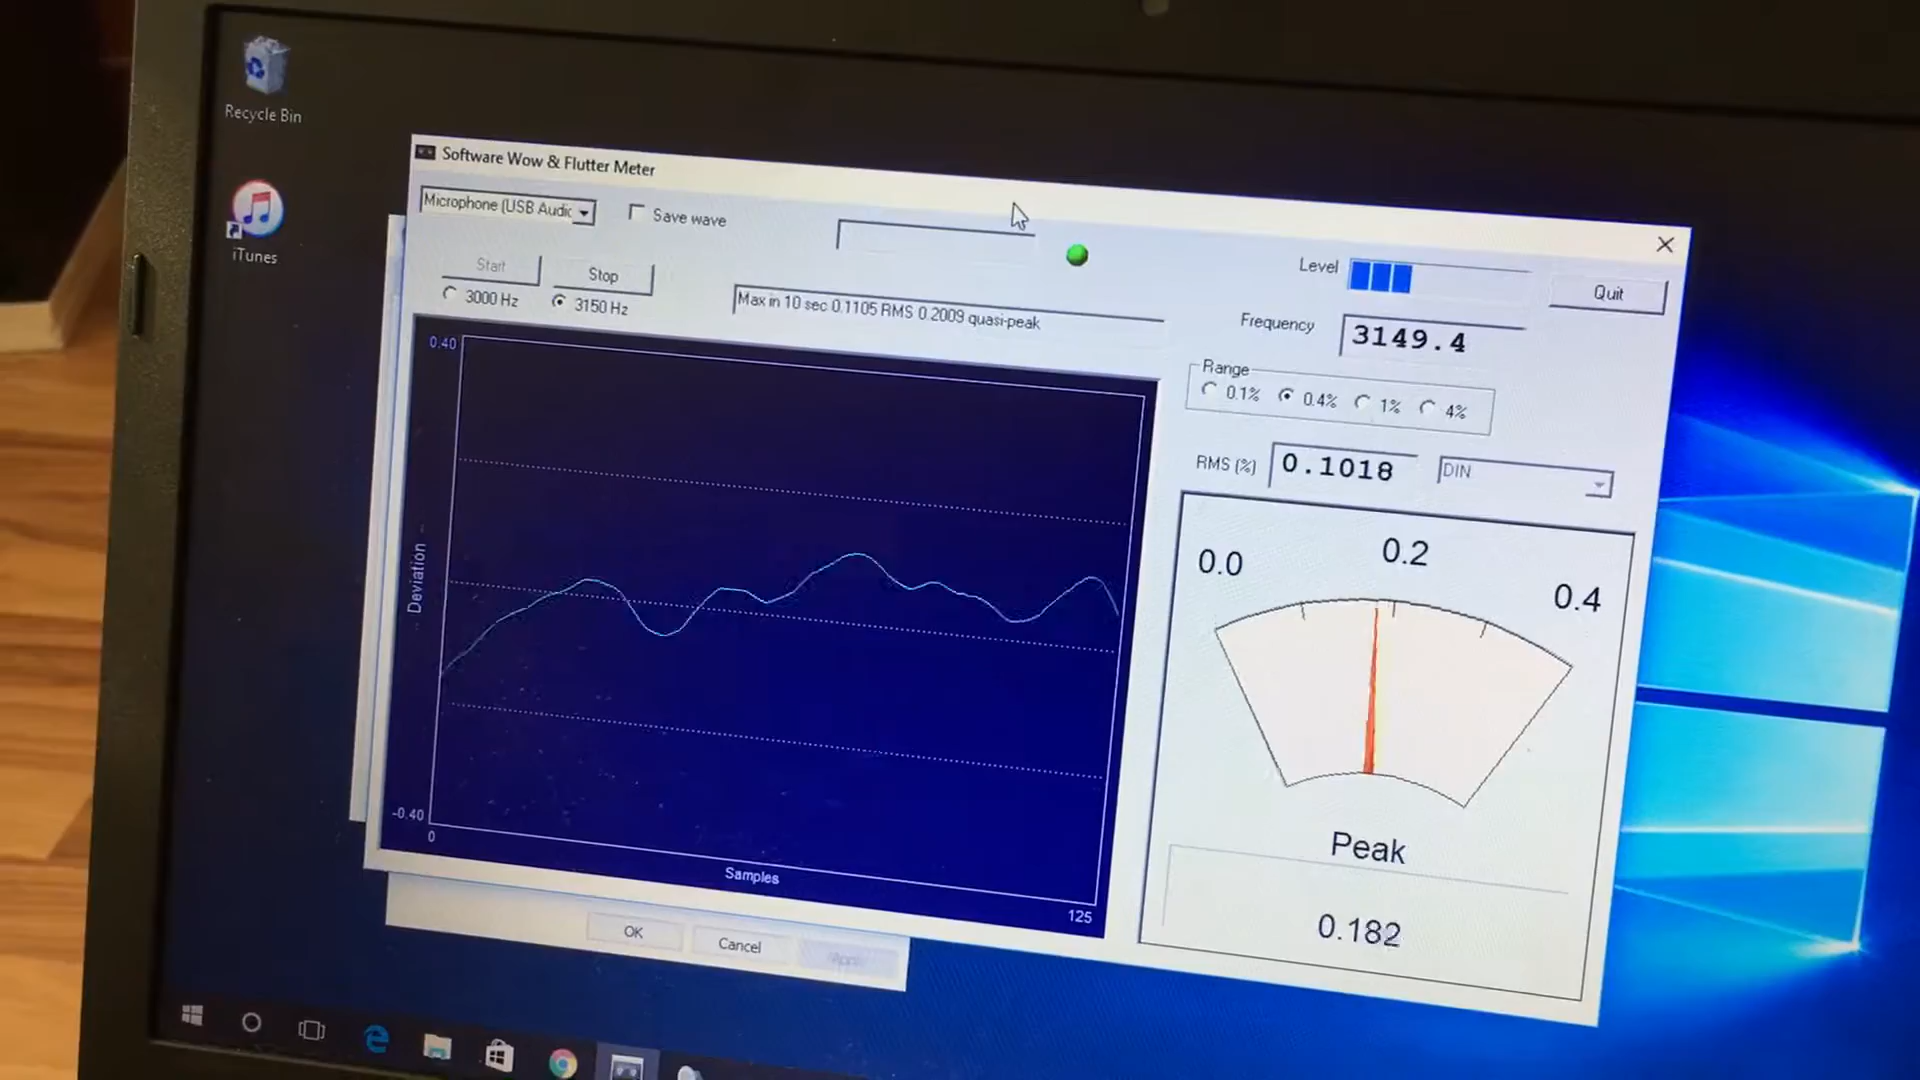 Recycle Bin
iTunes
Software Wow & Flutter Meter
Microphone (USB Audic
Save wave
Start
Stop
3000 Hz
3150 Hz
Max in 10 sec 0.1105 RMS 0.2009 quasi-peak
Level
Quit
Frequency
3149.4
Range
0.1%
0.4%
1%
4%
RMS (%)
0.1018
DIN
0.40
Deviation
-0.40
0
Samples
125
0.0
0.2
0.4
Peak
0.182
OK
Cancel